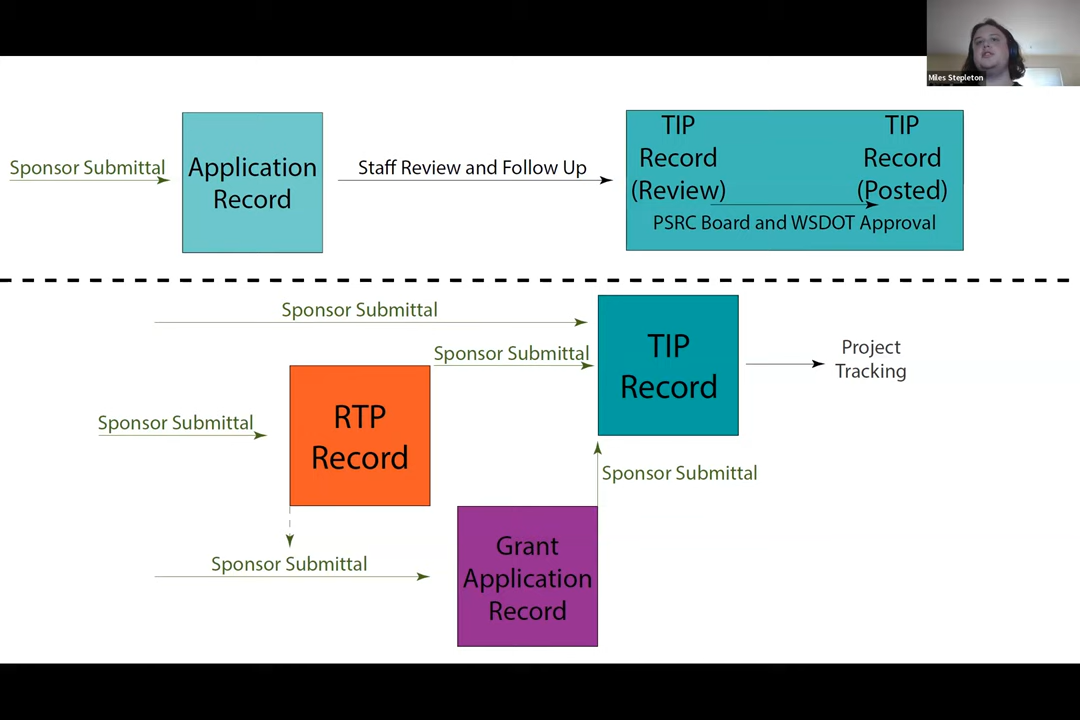 Miles Stepleton
Sponsor Submittal
Application
Record
Staff Review and Follow Up
TIP
Record
(Review)
TIP
Record
(Posted)
PSRC Board and WSDOT Approval
Sponsor Submittal
Sponsor Submittal
TIP
Record
Project
Tracking
Sponsor Submittal
RTP
Record
Sponsor Submittal
Sponsor Submittal
Grant
Application
Record